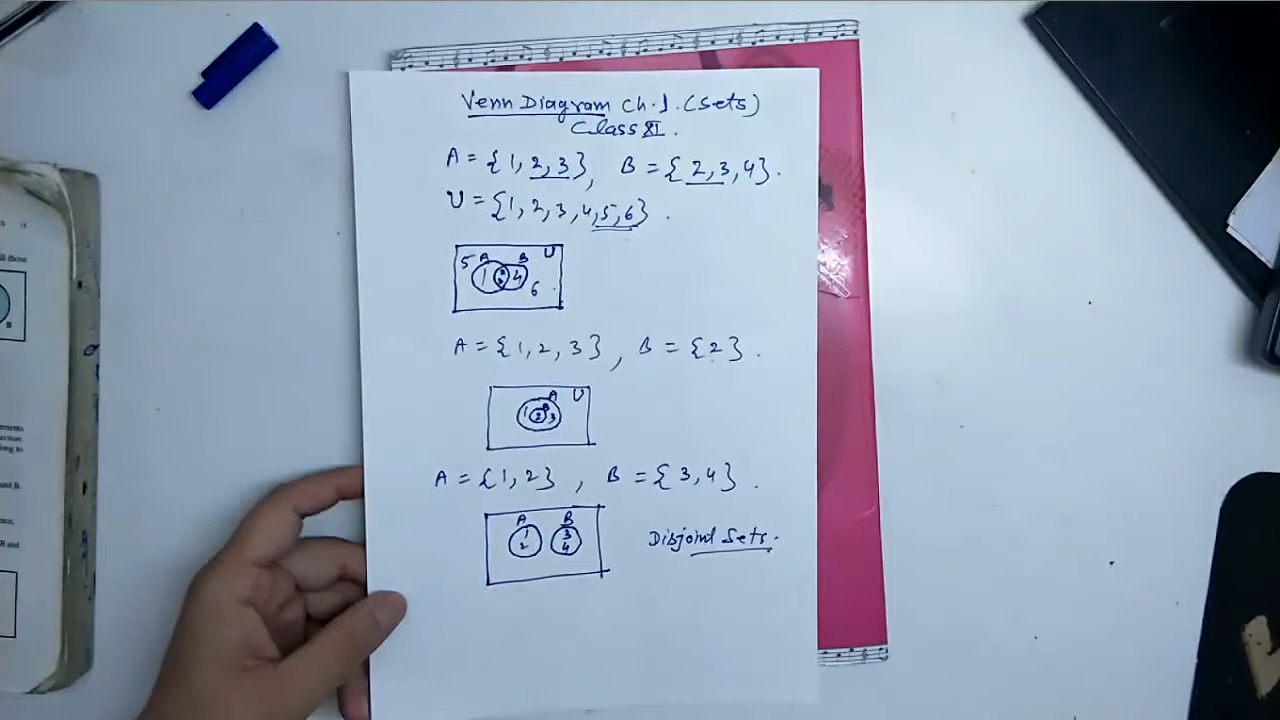 Venn Diagram Ch. 1. (Sets)
Class XI.
A = {1, 2, 3}, B = {2, 3, 4}.
U = {1, 2, 3, 4, 5, 6}.
5 A B U
1 4
6
A = {1, 2, 3}, B = {2}.
A U
1 2 3
A = {1, 2}, B = {3, 4}.
A B
1 3
2 4
Disjoint Sets.